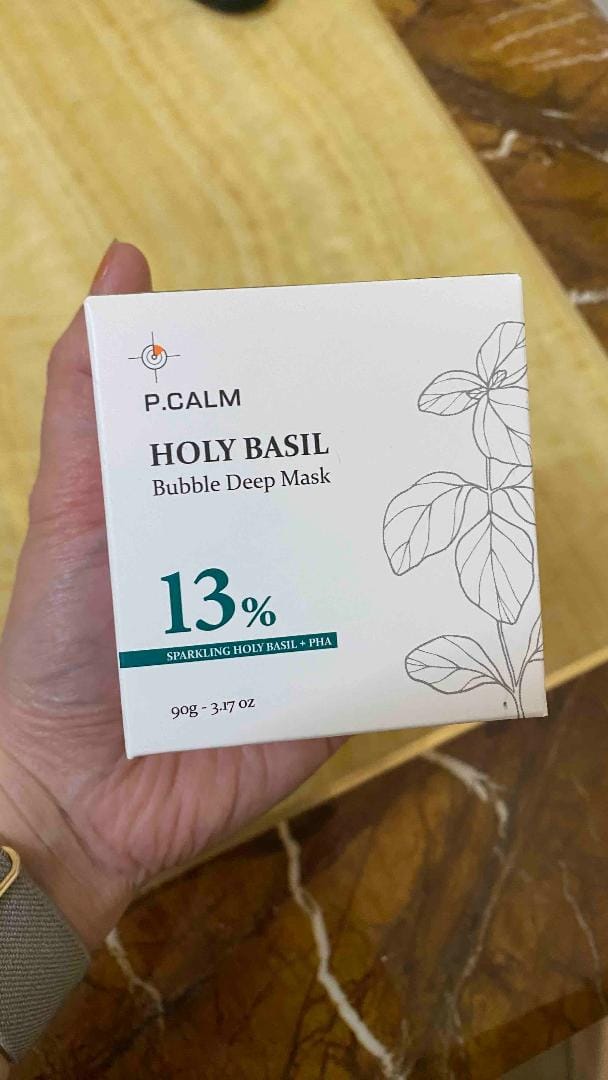 P.CALM
HOLY BASIL
Bubble Deep Mask
13%
SPARKLING HOLY BASIL + PHA
90g - 3.17 oz